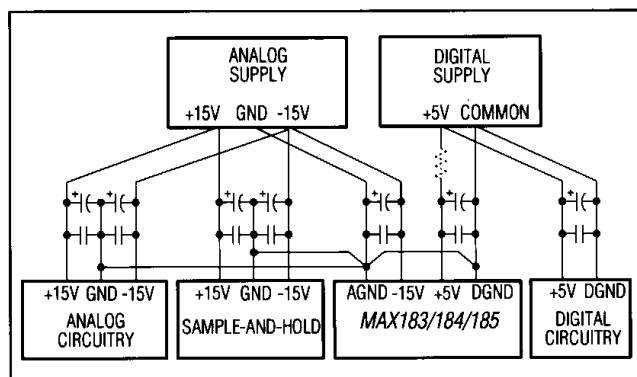 ANALOG
SUPPLY
+15V GND -15V
DIGITAL
SUPPLY
+5V COMMON
+ + + + + + +
+15V GND -15V
ANALOG
CIRCUITRY
+15V GND -15V
SAMPLE-AND-HOLD
AGND -15V +5V DGND
MAX183/184/185
+5V DGND
DIGITAL
CIRCUITRY